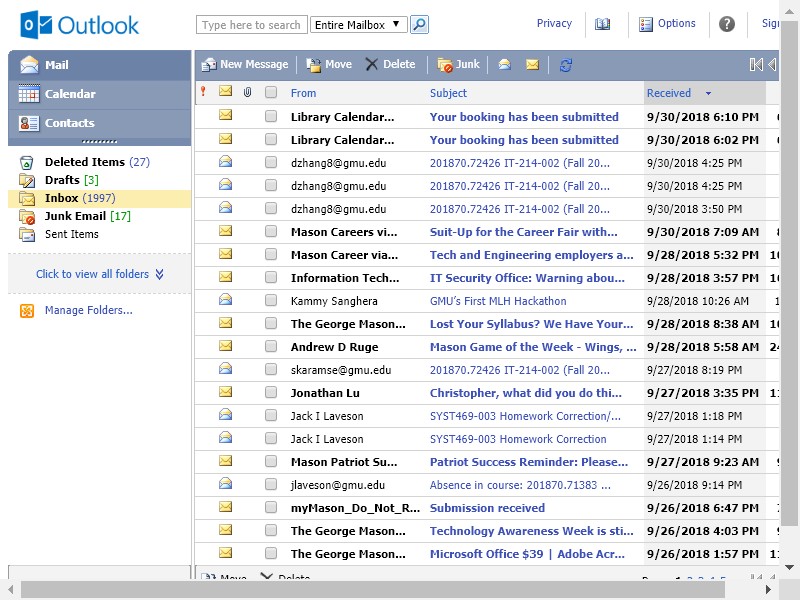 Outlook
Type here to search Entire Mailbox Privacy Options
Mail
Calendar
Contacts
Deleted Items (27)
Drafts [3]
Inbox (1997)
Junk Email [17]
Sent Items
Click to view all folders
Manage Folders...
New Message Move Delete Junk
From Subject Received
Library Calendar... Your booking has been submitted 9/30/2018 6:10 PM
Library Calendar... Your booking has been submitted 9/30/2018 6:02 PM
dzhang8@gmu.edu 201870.72426 IT-214-002 (Fall 20... 9/30/2018 4:25 PM
dzhang8@gmu.edu 201870.72426 IT-214-002 (Fall 20... 9/30/2018 4:25 PM
dzhang8@gmu.edu 201870.72426 IT-214-002 (Fall 20... 9/30/2018 3:50 PM
Mason Careers vi... Suit-Up for the Career Fair with... 9/30/2018 7:09 AM
Mason Career via... Tech and Engineering employers a... 9/28/2018 5:32 PM
Information Tech... IT Security Office: Warning abou... 9/28/2018 3:57 PM
Kammy Sanghera GMU's First MLH Hackathon 9/28/2018 10:26 AM
The George Mason... Lost Your Syllabus? We Have Your... 9/28/2018 8:38 AM
Andrew D Ruge Mason Game of the Week - Wings, ... 9/28/2018 5:58 AM
skaramse@gmu.edu 201870.72426 IT-214-002 (Fall 20... 9/27/2018 8:19 PM
Jonathan Lu Christopher, what did you do thi... 9/27/2018 3:35 PM
Jack I Laveson SYST469-003 Homework Correction/... 9/27/2018 1:18 PM
Jack I Laveson SYST469-003 Homework Correction 9/27/2018 1:14 PM
Mason Patriot Su... Patriot Success Reminder: Please... 9/27/2018 9:23 AM
jlaveson@gmu.edu Absence in course: 201870.71383 ... 9/26/2018 9:14 PM
myMason_Do_Not_R... Submission received 9/26/2018 6:47 PM
The George Mason... Technology Awareness Week is sti... 9/26/2018 4:03 PM
The George Mason... Microsoft Office $39 | Adobe Acr... 9/26/2018 1:57 PM
Move Delete